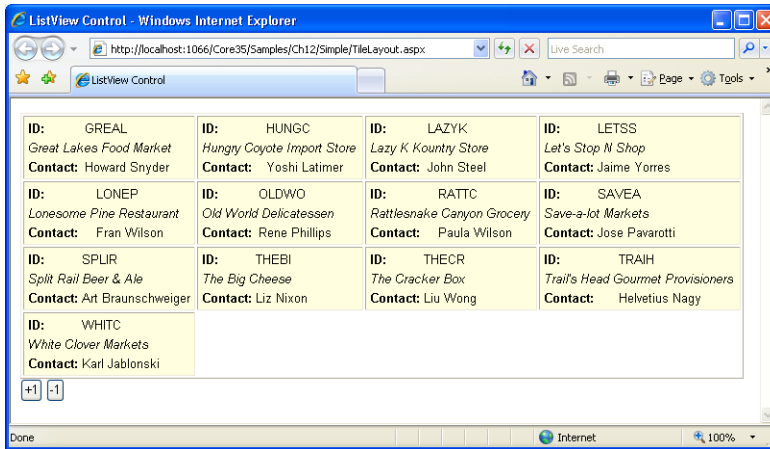 ListView Control - Windows Internet Explorer
http://localhost:1066/Core35/Samples/Ch12/Simple/TileLayout.aspx
Live Search
ListView Control
Page
Tools
ID: GREAL
Great Lakes Food Market
Contact: Howard Snyder
ID: HUNGC
Hungry Coyote Import Store
Contact: Yoshi Latimer
ID: LAZYK
Lazy K Kountry Store
Contact: John Steel
ID: LETSS
Let's Stop N Shop
Contact: Jaime Yorres
ID: LONEP
Lonesome Pine Restaurant
Contact: Fran Wilson
ID: OLDWO
Old World Delicatessen
Contact: Rene Phillips
ID: RATTC
Rattlesnake Canyon Grocery
Contact: Paula Wilson
ID: SAVEA
Save-a-lot Markets
Contact: Jose Pavarotti
ID: SPLIR
Split Rail Beer & Ale
Contact: Art Braunschweiger
ID: THEBI
The Big Cheese
Contact: Liz Nixon
ID: THECR
The Cracker Box
Contact: Liu Wong
ID: TRAIH
Trail's Head Gourmet Provisioners
Contact: Helvetius Nagy
ID: WHITC
White Clover Markets
Contact: Karl Jablonski
+1 -1
Done
Internet
100%